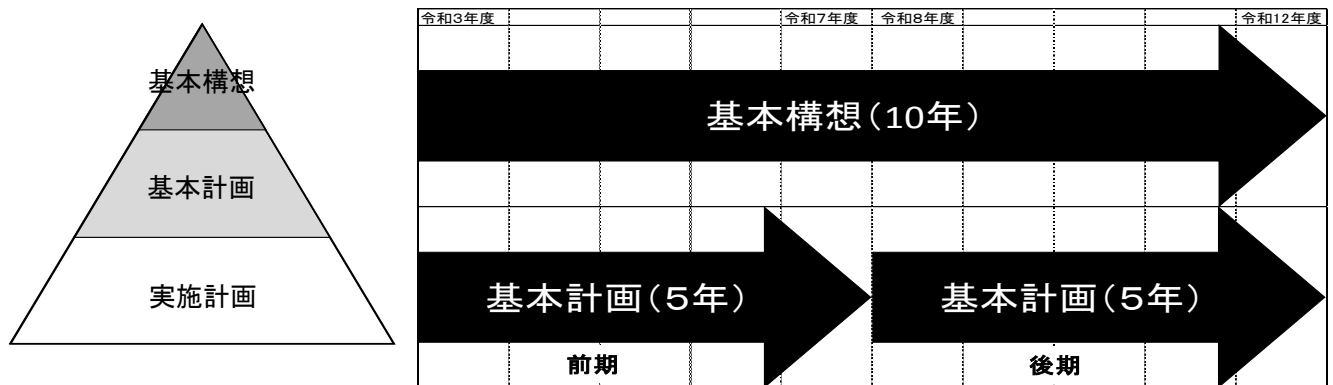 基本構想
基本計画
実施計画
令和3年度 令和7年度 令和8年度 令和12年度
基本構想（10年）
基本計画（5年） 基本計画（5年）
前期 後期